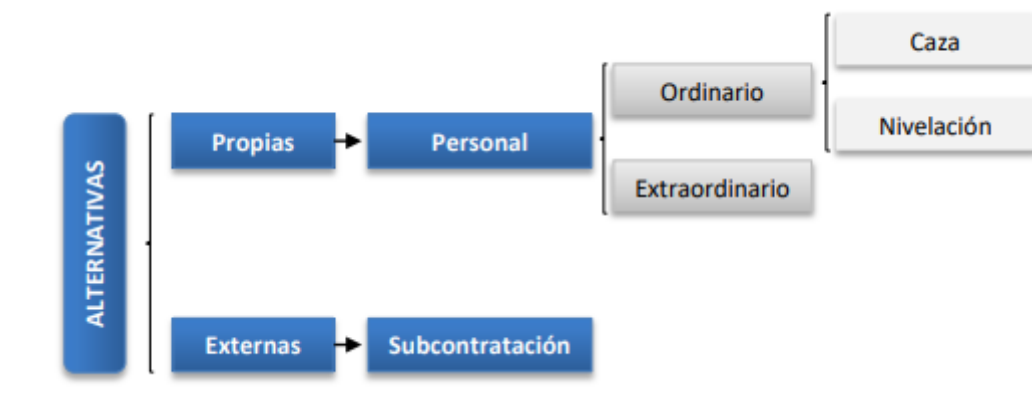 ALTERNATIVAS
Propias
Personal
Ordinario
Caza
Nivelación
Extraordinario
Externas
Subcontratación